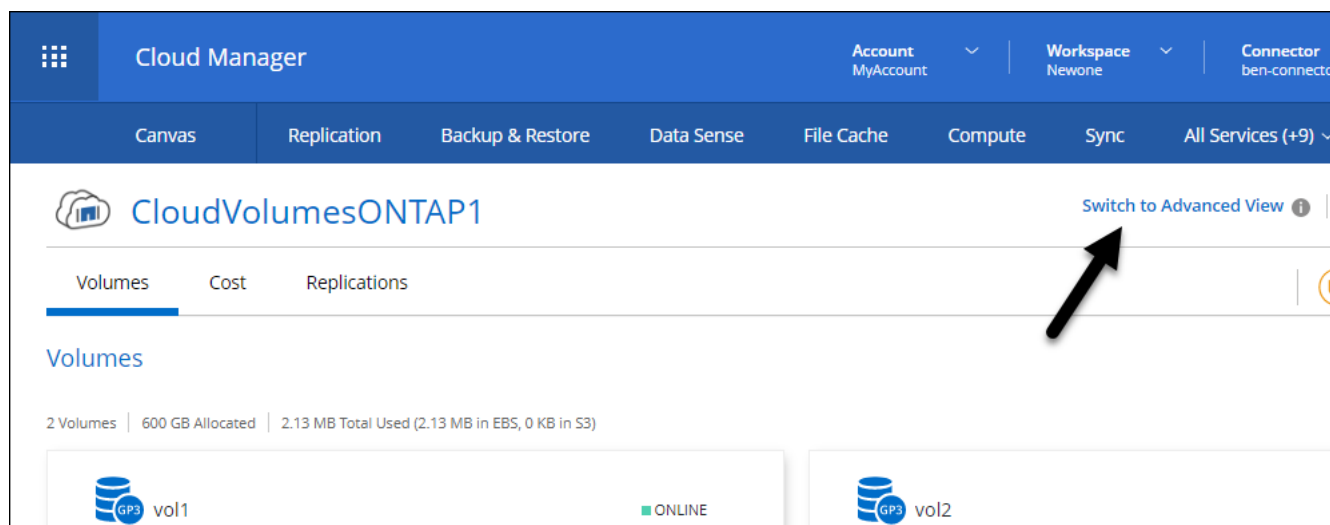 Cloud Manager
Account
MyAccount
Workspace
Newone
Connector
Canvas
Replication
Backup & Restore
Data Sense
File Cache
Compute
Sync
All Services (+9)
CloudVolumesONTAP1
Switch to Advanced View
Volumes
Cost
Replications
Volumes
2 Volumes | 600 GB Allocated | 2.13 MB Total Used (2.13 MB in EBS, 0 KB in S3)
GP3 vol1
ONLINE
GP3 vol2